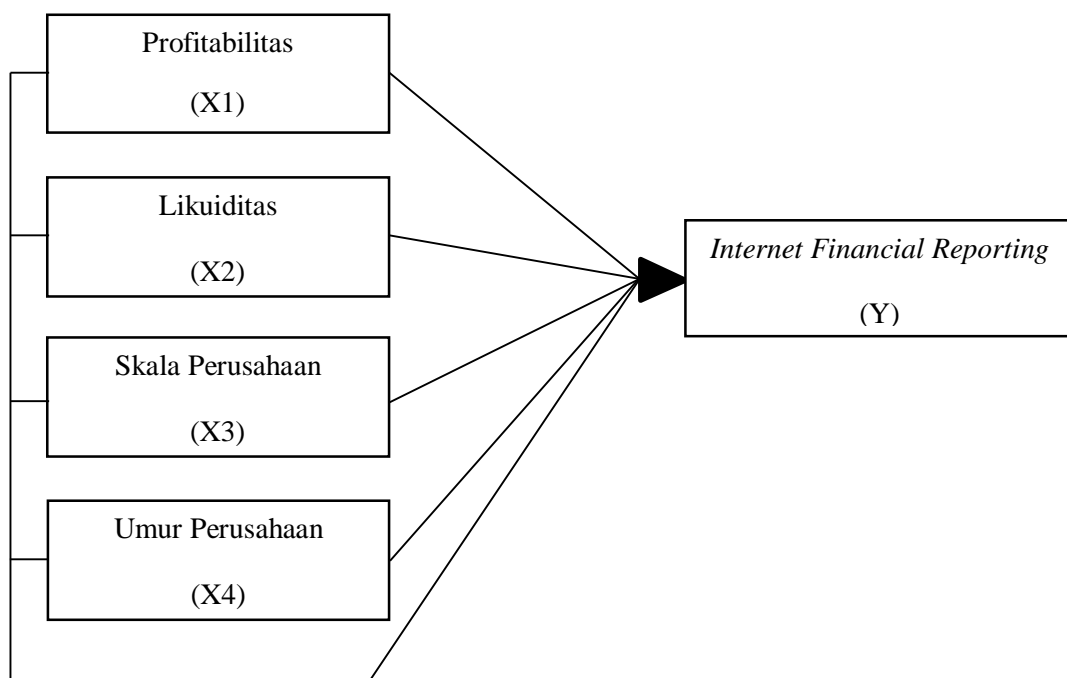 Profitabilitas
(X1)
Likuiditas
(X2)
Skala Perusahaan
(X3)
Umur Perusahaan
(X4)
Internet Financial Reporting
(Y)